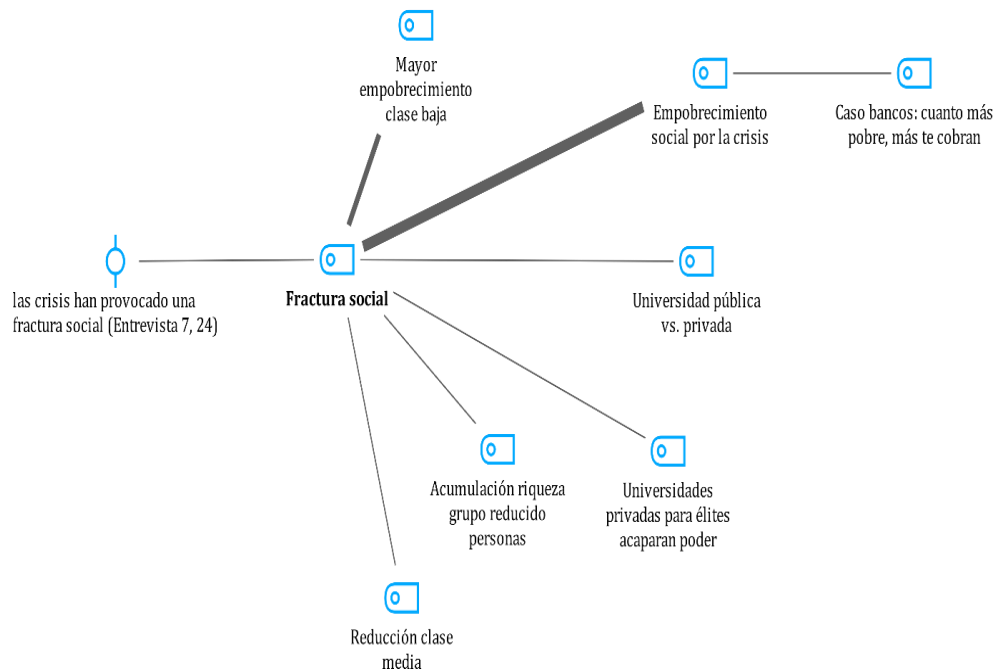 Mayor
empobrecimiento
clase baja
Empobrecimiento
social por la crisis
Caso bancos: cuanto más
pobre, más te cobran
las crisis han provocado una
fractura social (Entrevista 7, 24)
Fractura social
Universidad pública
vs. privada
Acumulación riqueza
grupo reducido
personas
Universidades
privadas para élites
acaparan poder
Reducción clase
media